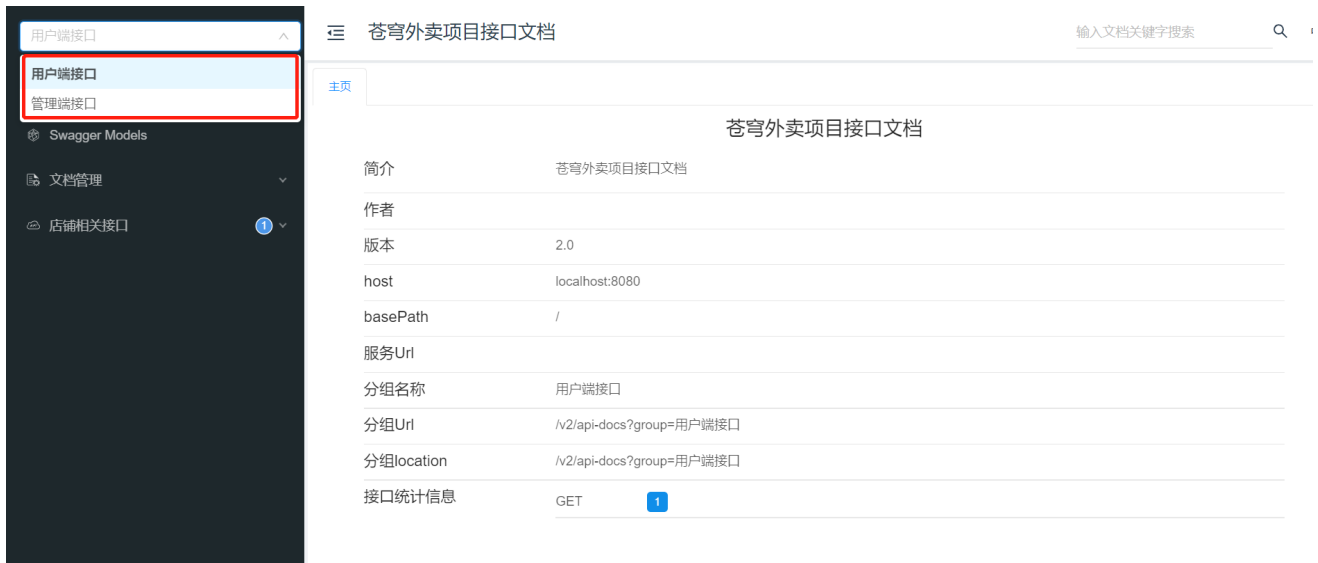 用户端接口
用户端接口
管理端接口
Swagger Models
文档管理
店铺相关接口
1
苍穹外卖项目接口文档
输入文档关键字搜索
主页
苍穹外卖项目接口文档
简介 苍穹外卖项目接口文档
作者
版本 2.0
host localhost:8080
basePath /
服务Url
分组名称 用户端接口
分组Url /v2/api-docs?group=用户端接口
分组location /v2/api-docs?group=用户端接口
接口统计信息 GET 1